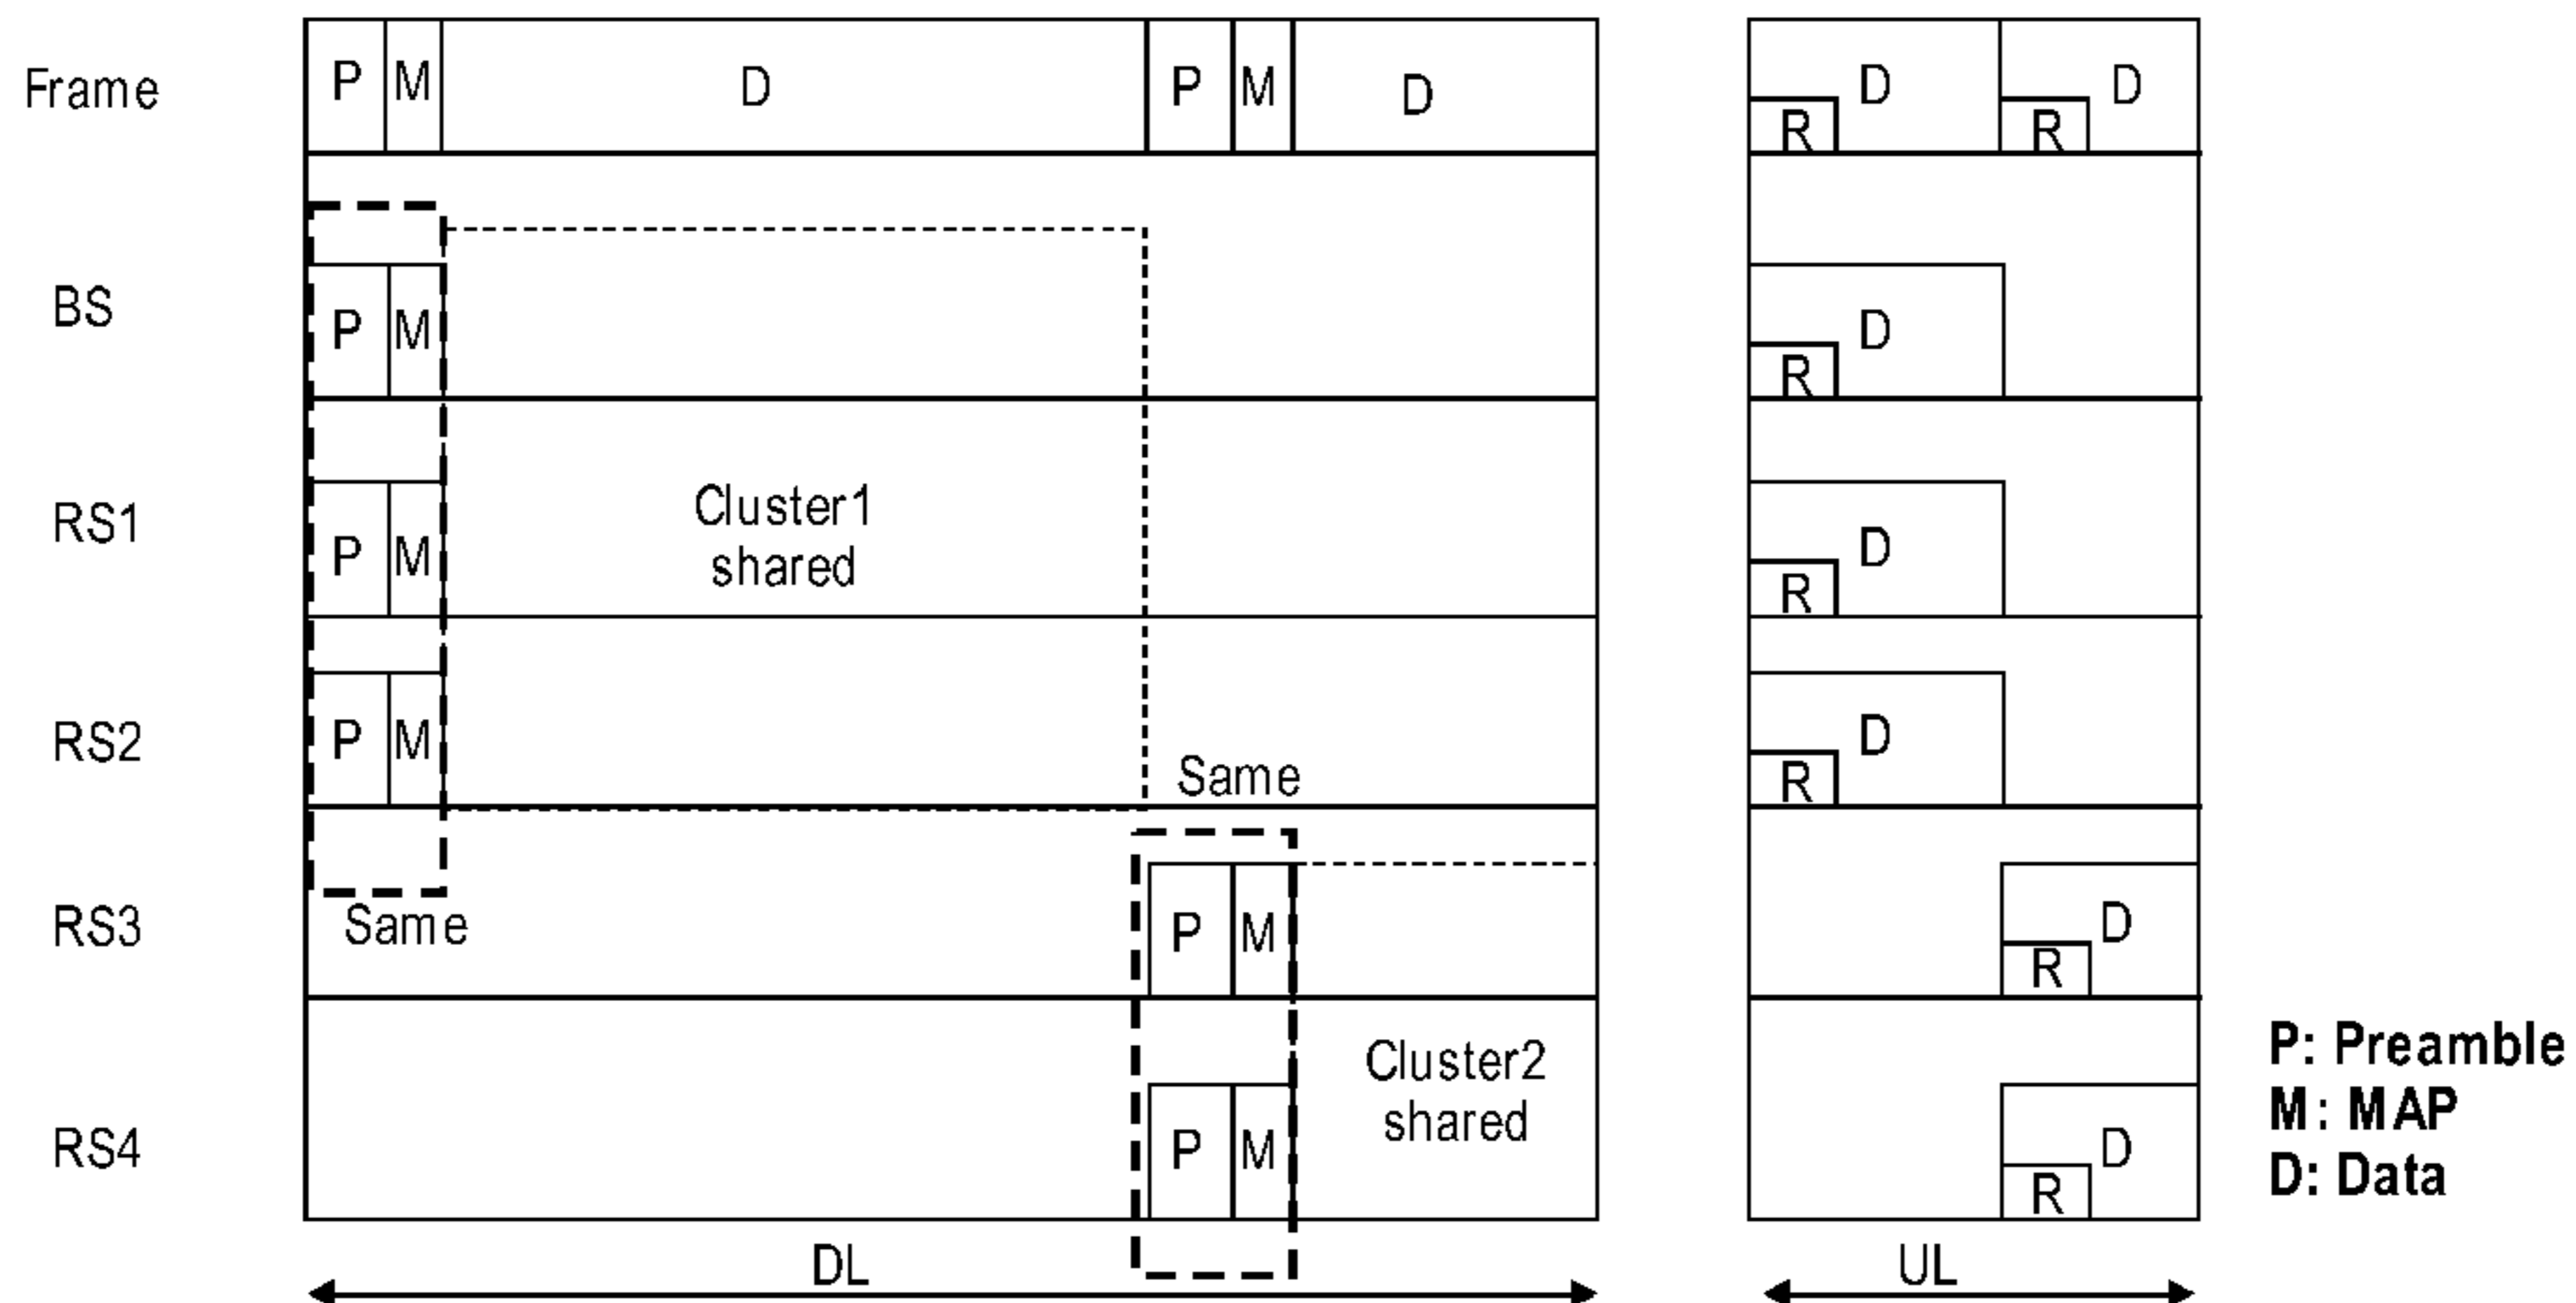 Frame P M D P M D D R D R
BS P M D R
RS1 P M Cluster1 shared D R
RS2 P M Same D R
RS3 Same P M D R
RS4 P M Cluster2 shared D R
P: Preamble
M: MAP
D: Data
DL UL